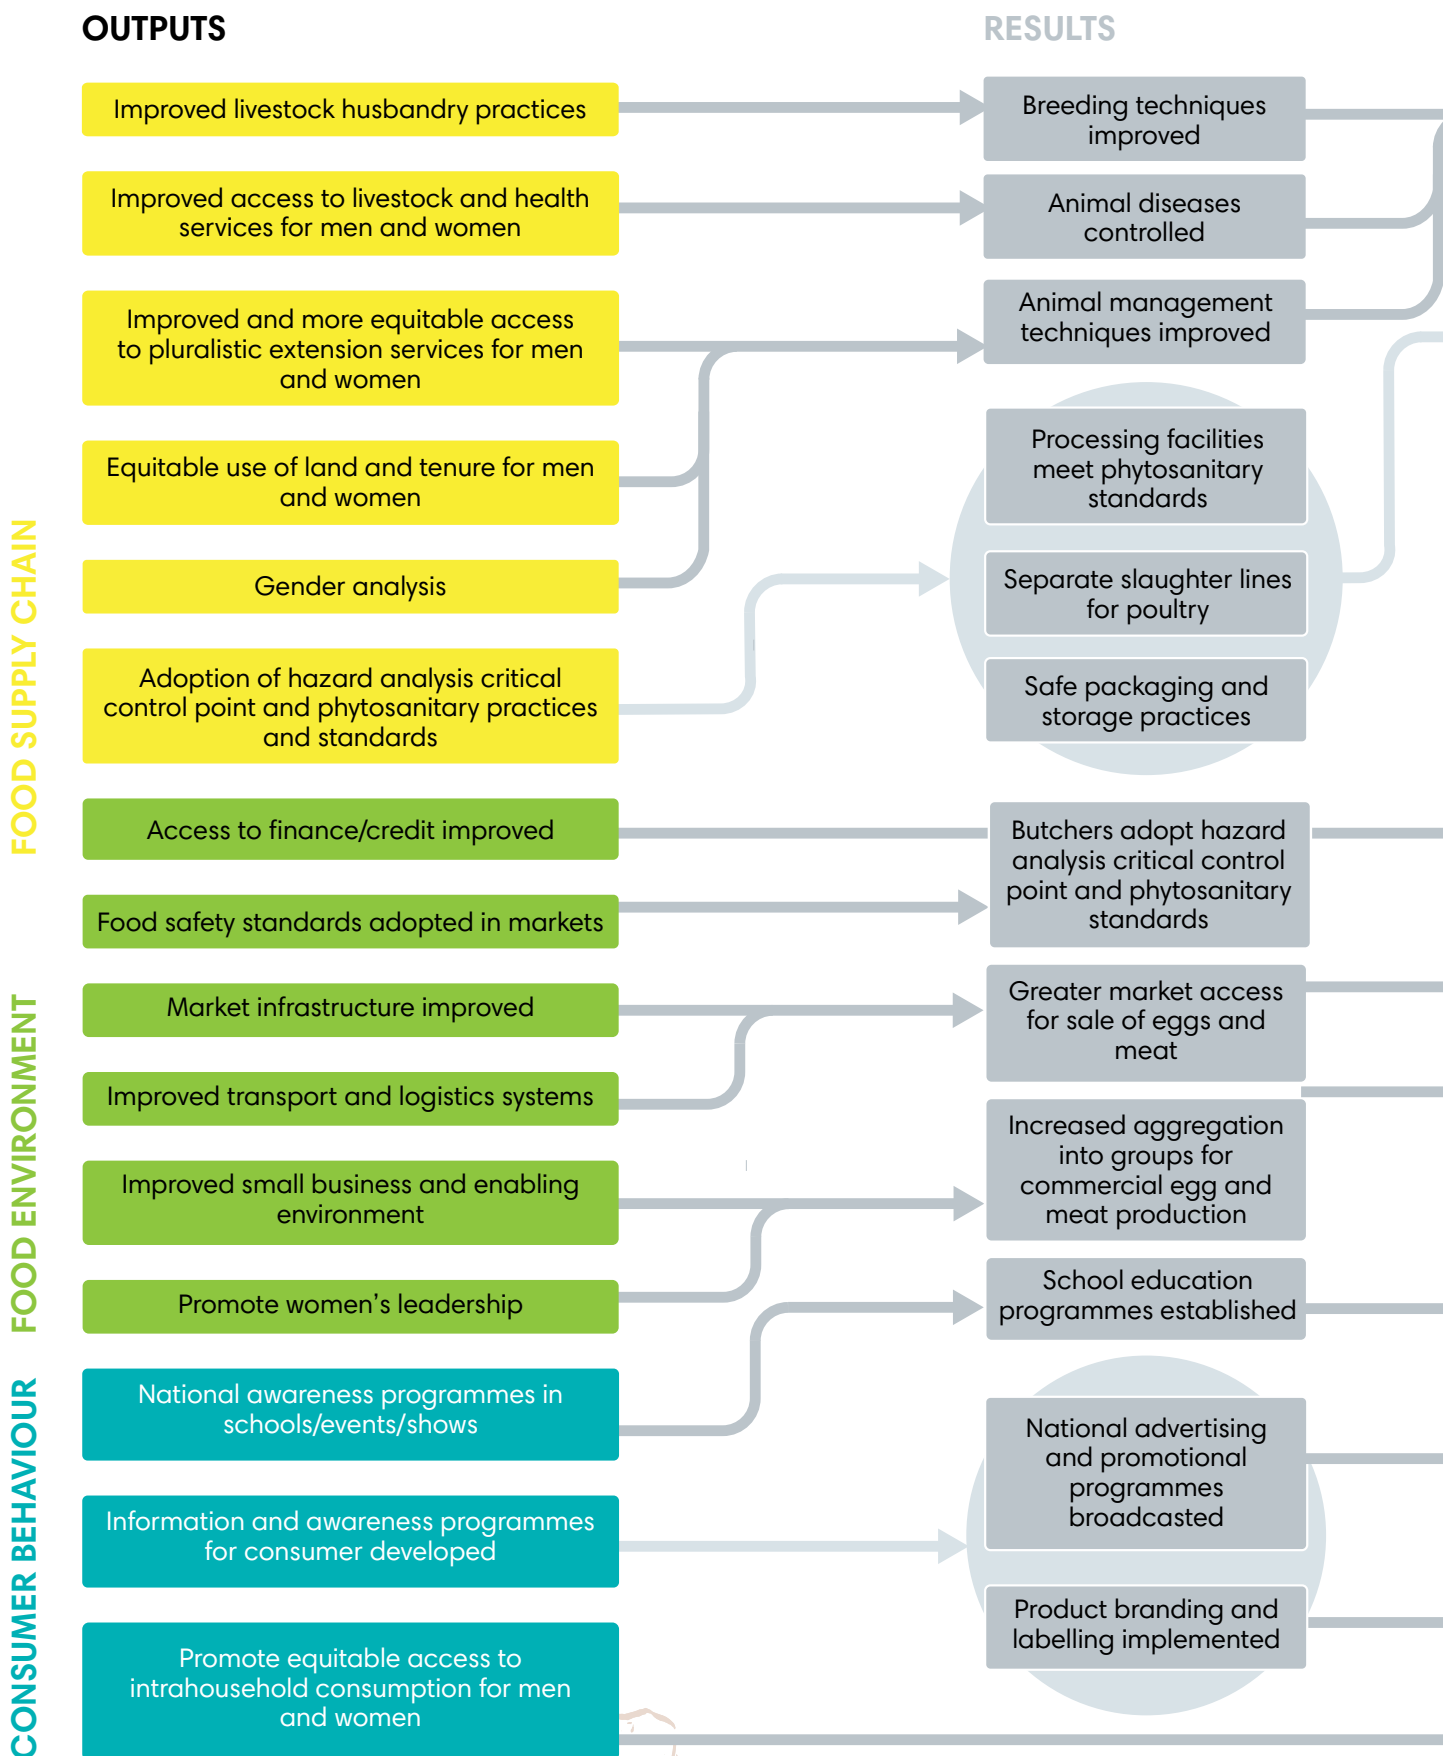 OUTPUTS
Improved livestock husbandry practices
Improved access to livestock and health
services for men and women
Improved and more equitable access
to pluralistic extension services for men
and women
Equitable use of land and tenure for men
and women
Gender analysis
Adoption of hazard analysis critical
control point and phytosanitary practices
and standards
Access to finance/credit improved
Food safety standards adopted in markets
Market infrastructure improved
Improved transport and logistics systems
Improved small business and enabling
environment
Promote women's leadership
National awareness programmes in
schools/events/shows
Information and awareness programmes
for consumer developed
Promote equitable access to
intrahousehold consumption for men
and women
RESULTS
Breeding techniques
improved
Animal diseases
controlled
Animal management
techniques improved
Processing facilities
meet phytosanitary
standards
Separate slaughter lines
for poultry
Safe packaging and
storage practices
Butchers adopt hazard
analysis critical control
point and phytosanitary
standards
Greater market access
for sale of eggs and
meat
Increased aggregation
into groups for
commercial egg and
meat production
School education
programmes established
National advertising
and promotional
programmes
broadcasted
Product branding and
labelling implemented
FOOD SUPPLY CHAIN
FOOD ENVIRONMENT
CONSUMER BEHAVIOUR